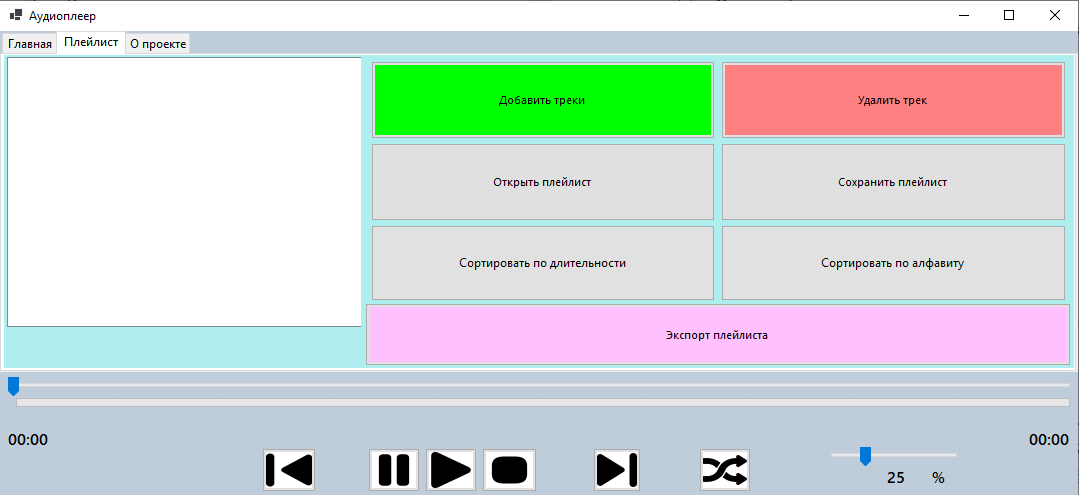 Аудиоплеер
Главная Плейлист О проекте
Добавить треки Удалить трек
Открыть плейлист Сохранить плейлист
Сортировать по длительности Сортировать по алфавиту
Экспорт плейлиста
00:00 00:00
25 %